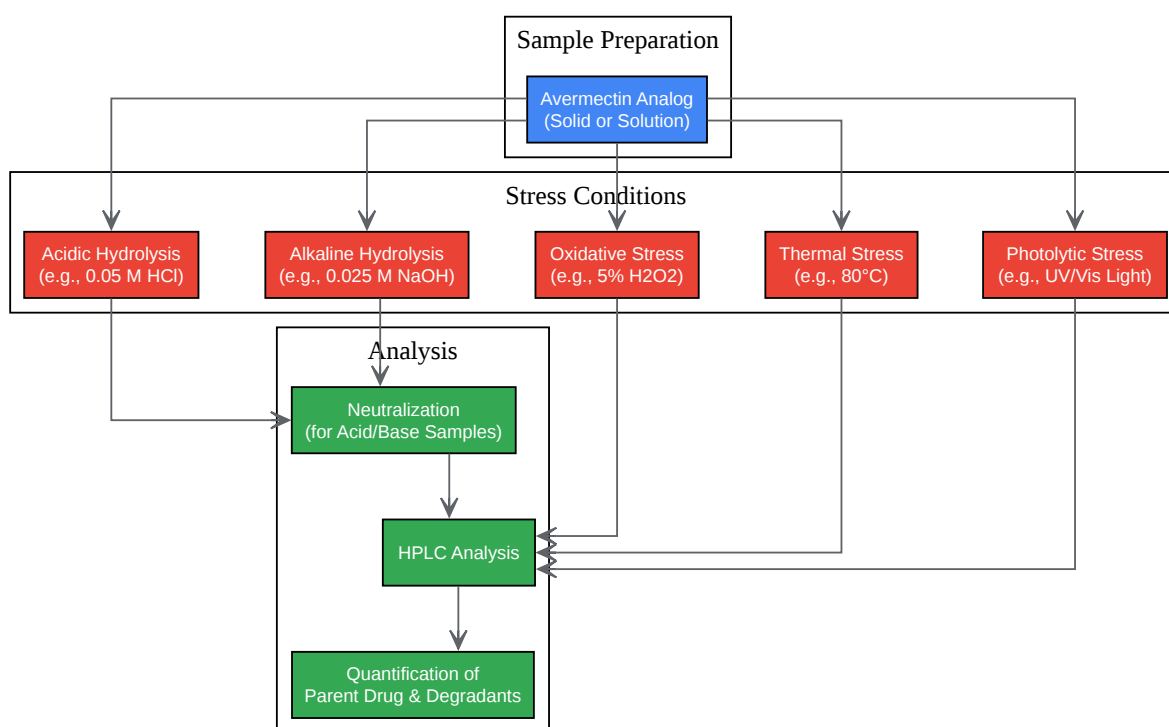 Sample Preparation
Avermectin Analog
(Solid or Solution)
Stress Conditions
Acidic Hydrolysis
(e.g., 0.05 M HCl)
Alkaline Hydrolysis
(e.g., 0.025 M NaOH)
Oxidative Stress
(e.g., 5% H2O2)
Thermal Stress
(e.g., 80°C)
Photolytic Stress
(e.g., UV/Vis Light)
Analysis
Neutralization
(for Acid/Base Samples)
HPLC Analysis
Quantification of
Parent Drug & Degradants